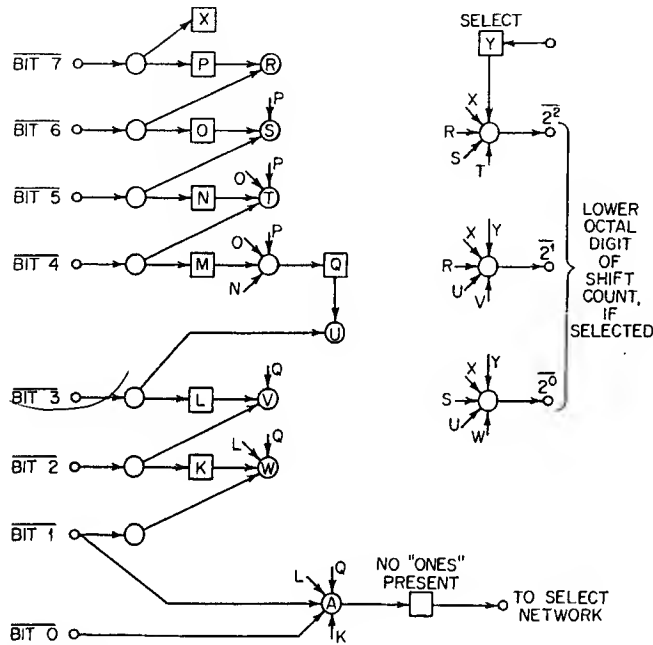 X
SELECT
Y
BIT 7
P
R
X
2²
P
BIT 6
O
S
R
S
T
P
O
BIT 5
N
T
LOWER
OCTAL
DIGIT
OF
SHIFT
COUNT,
IF
SELECTED
P
O
BIT 4
M
Q
N
X
Y
2¹
R
U
V
U
Q
BIT 3
L
V
X
Y
2⁰
S
U
W
L
Q
BIT 2
K
W
BIT 1
L
Q
NO "ONES"
PRESENT
A
TO SELECT
NETWORK
BIT 0
K